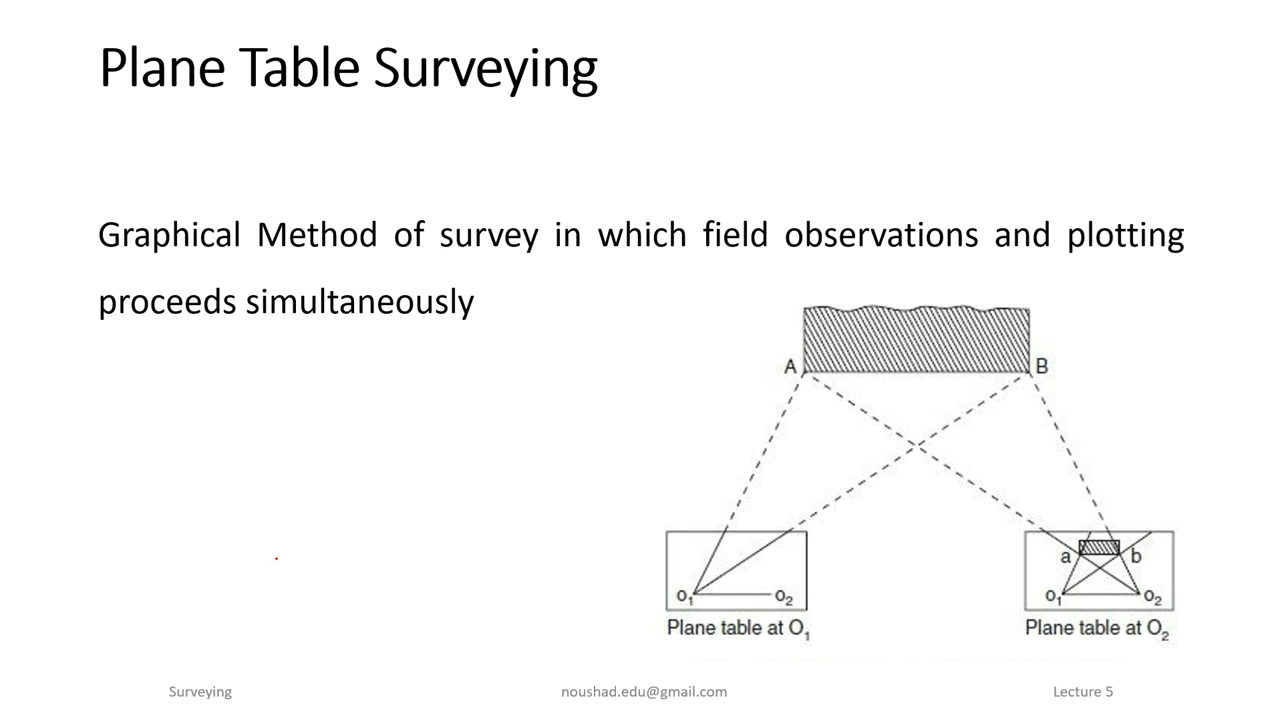 Plane Table Surveying
Graphical Method of survey in which field observations and plotting
proceeds simultaneously
A
B
a
b
o₁
o₂
o₁
o₂
Plane table at O₁
Plane table at O₂
Surveying
noushad.edu@gmail.com
Lecture 5